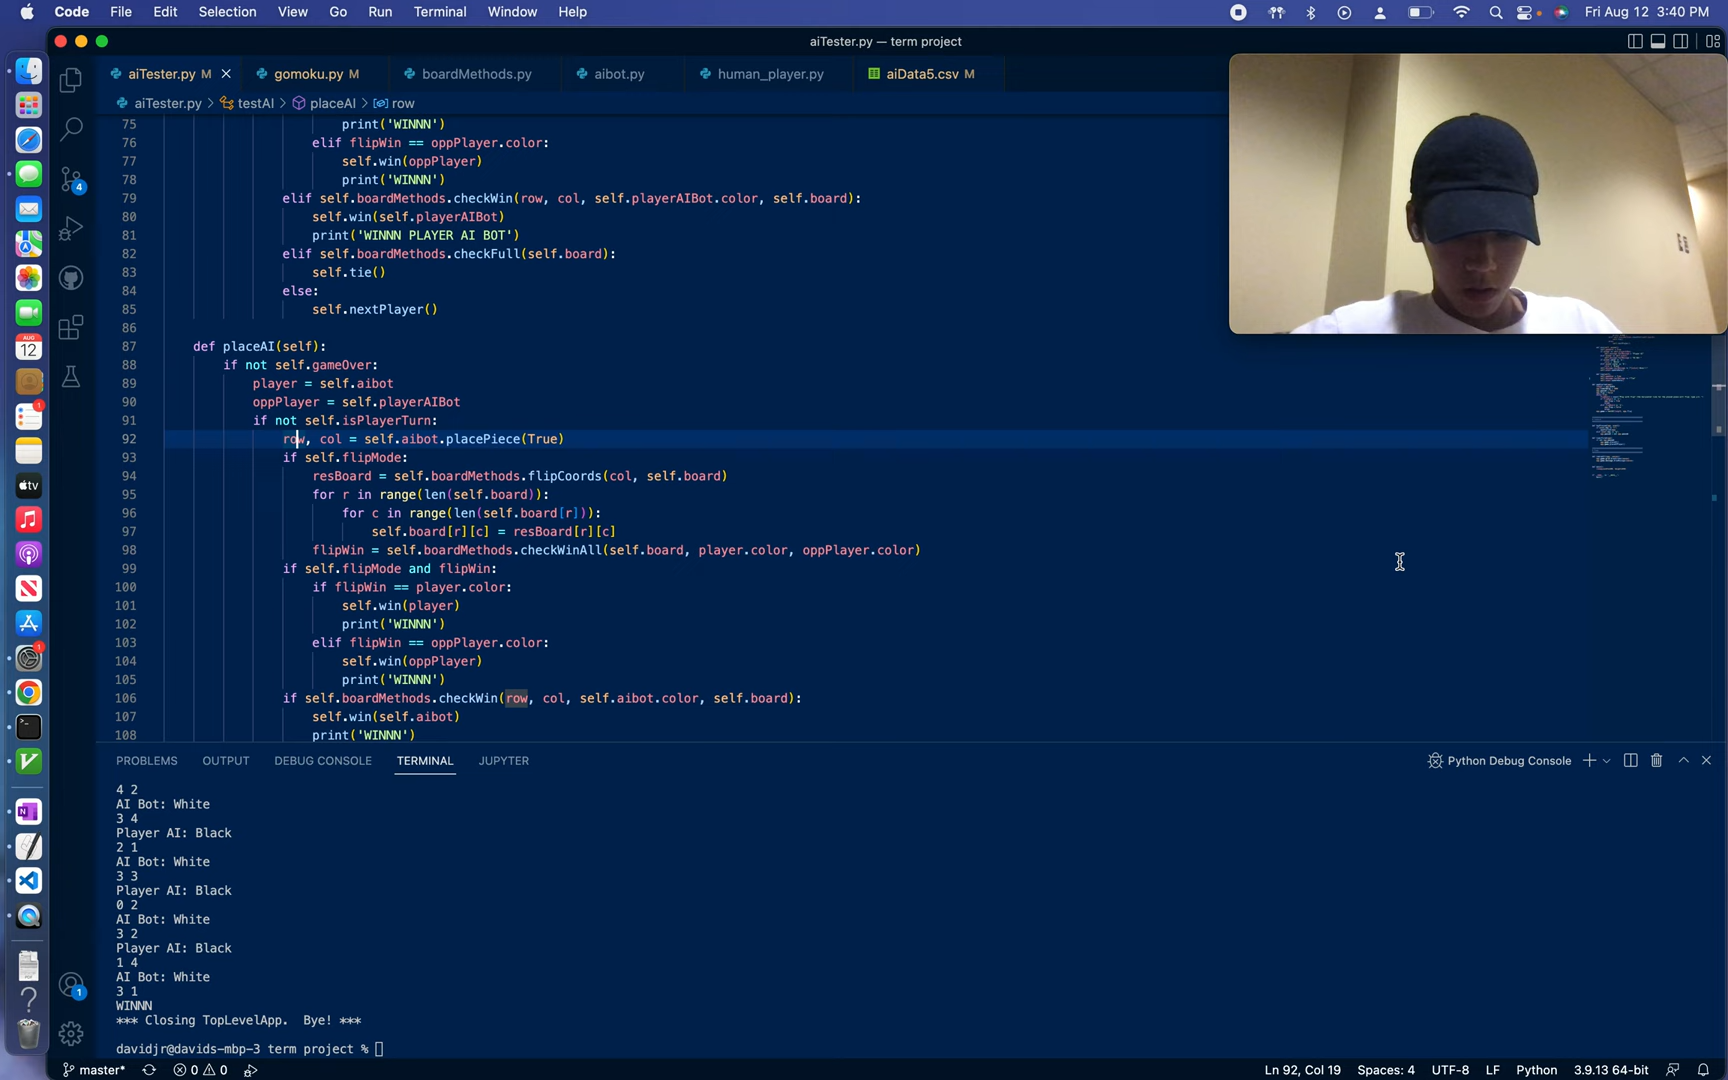 Code File Edit Selection View Go Run Terminal Window Help Fri Aug 12 3:40 PM
aiTester.py — term project
aiTester.py M gomoku.py M boardMethods.py aibot.py human_player.py aiData5.csv M
aiTester.py > testAI > placeAI > row
75 print('WINNN')
76 elif flipWin == oppPlayer.color:
77 self.win(oppPlayer)
78 print('WINNN')
79 elif self.boardMethods.checkWin(row, col, self.playerAIBot.color, self.board):
80 self.win(self.playerAIBot)
81 print('WINNN PLAYER AI BOT')
82 elif self.boardMethods.checkFull(self.board):
83 self.tie()
84 else:
85 self.nextPlayer()
86
87 def placeAI(self):
88 if not self.gameOver:
89 player = self.aibot
90 oppPlayer = self.playerAIBot
91 if not self.isPlayerTurn:
92 row, col = self.aibot.placePiece(True)
93 if self.flipMode:
94 resBoard = self.boardMethods.flipCoords(col, self.board)
95 for r in range(len(self.board)):
96 for c in range(len(self.board[r])):
97 self.board[r][c] = resBoard[r][c]
98 flipWin = self.boardMethods.checkWinAll(self.board, player.color, oppPlayer.color)
99 if self.flipMode and flipWin:
100 if flipWin == player.color:
101 self.win(player)
102 print('WINNN')
103 elif flipWin == oppPlayer.color:
104 self.win(oppPlayer)
105 print('WINNN')
106 if self.boardMethods.checkWin(row, col, self.aibot.color, self.board):
107 self.win(self.aibot)
108 print('WINNN')
PROBLEMS OUTPUT DEBUG CONSOLE TERMINAL JUPYTER Python Debug Console
4 2
AI Bot: White
3 4
Player AI: Black
2 1
AI Bot: White
3 3
Player AI: Black
0 2
AI Bot: White
3 2
Player AI: Black
1 4
AI Bot: White
3 1
WINNN
*** Closing TopLevelApp.  Bye! ***
davidjr@davids-mbp-3 term project %
master* 0 0 Ln 92, Col 19 Spaces: 4 UTF-8 LF Python 3.9.13 64-bit
4
AUG
12
1
tv
1
1